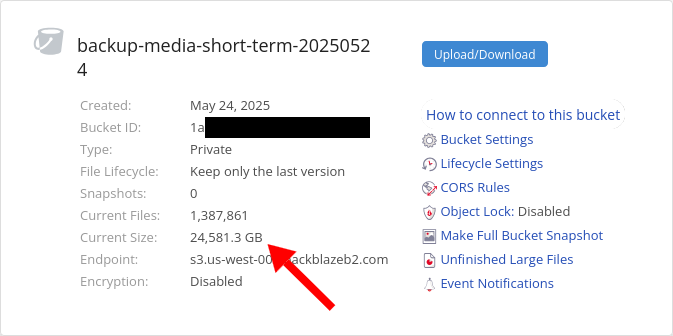 backup-media-short-term-2025052
4
Upload/Download
Created: May 24, 2025
Bucket ID: 1a
Type: Private
File Lifecycle: Keep only the last version
Snapshots: 0
Current Files: 1,387,861
Current Size: 24,581.3 GB
Endpoint: s3.us-west-00 ackblazeb2.com
Encryption: Disabled
How to connect to this bucket
Bucket Settings
Lifecycle Settings
CORS Rules
Object Lock: Disabled
Make Full Bucket Snapshot
Unfinished Large Files
Event Notifications